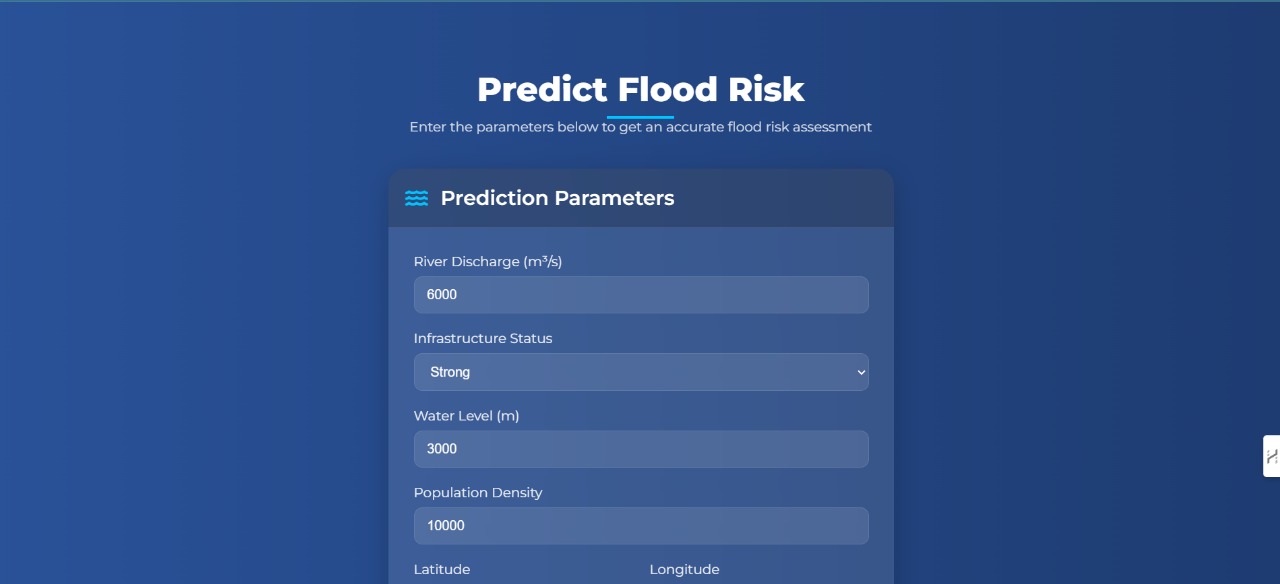 Predict Flood Risk
Enter the parameters below to get an accurate flood risk assessment
Prediction Parameters
River Discharge (m³/s)
6000
Infrastructure Status
Strong
Water Level (m)
3000
Population Density
10000
Latitude Longitude